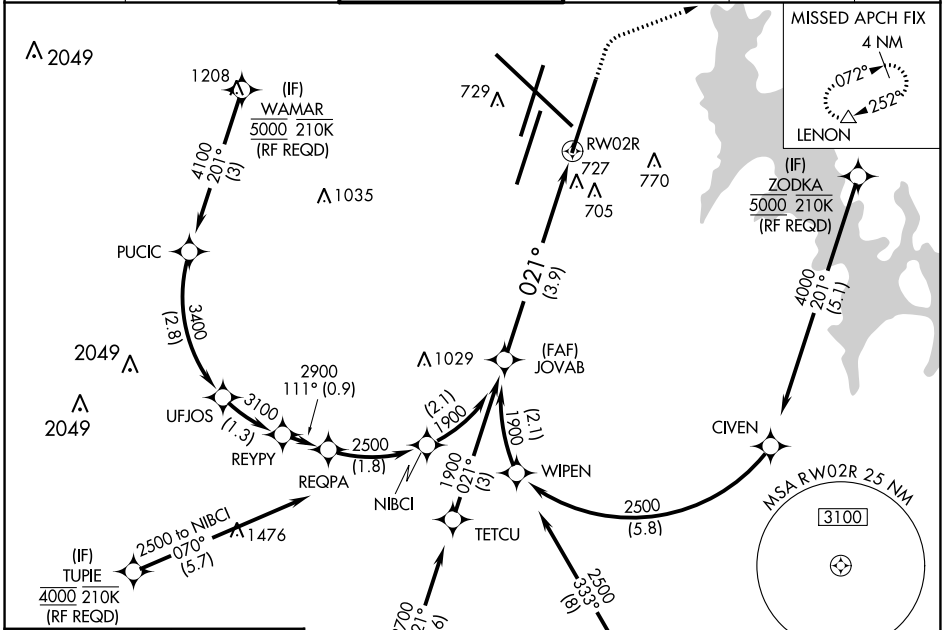 2049
1208
(IF)
WAMAR
5000 210K
(RF REQD)
729
MISSED APCH FIX
4 NM
072°
252°
LENON
RW02R
727
705
770
(IF)
ZODKA
5000 210K
(RF REQD)
4100
201°
(3)
1035
PUCIC
3400
(2.8)
021°
(3.9)
4000
201°
(5.1)
2049
2049
1029
(FAF)
JOVAB
2900
111° (0.9)
UFJOS
3100
(1.3)
REYPY
REQPA
2500
(1.8)
NIBCI
(2.1)
1900
1900
021°
(3)
(2.1)
1900
WIPEN
CIVEN
2500
(5.8)
TETCU
MSA RW02R 25 NM
3100
2500 to NIBCI
070°
(5.7)
1476
(IF)
TUPIE
4000 210K
(RF REQD)
2500
333°
(8)